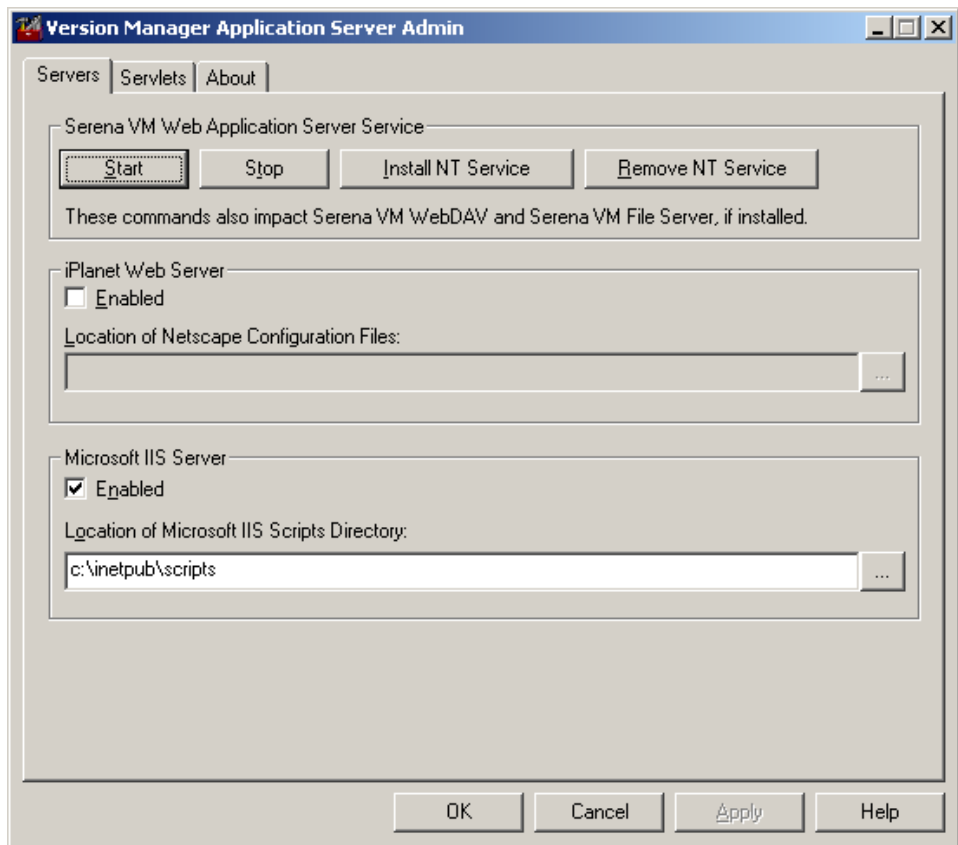 Version Manager Application Server Admin
Servers Servlets About
Serena VM Web Application Server Service
Start Stop Install NT Service Remove NT Service
These commands also impact Serena VM WebDAV and Serena VM File Server, if installed.
iPlanet Web Server
Enabled
Location of Netscape Configuration Files:
...
Microsoft IIS Server
Enabled
Location of Microsoft IIS Scripts Directory:
c:\inetpub\scripts ...
OK Cancel Apply Help